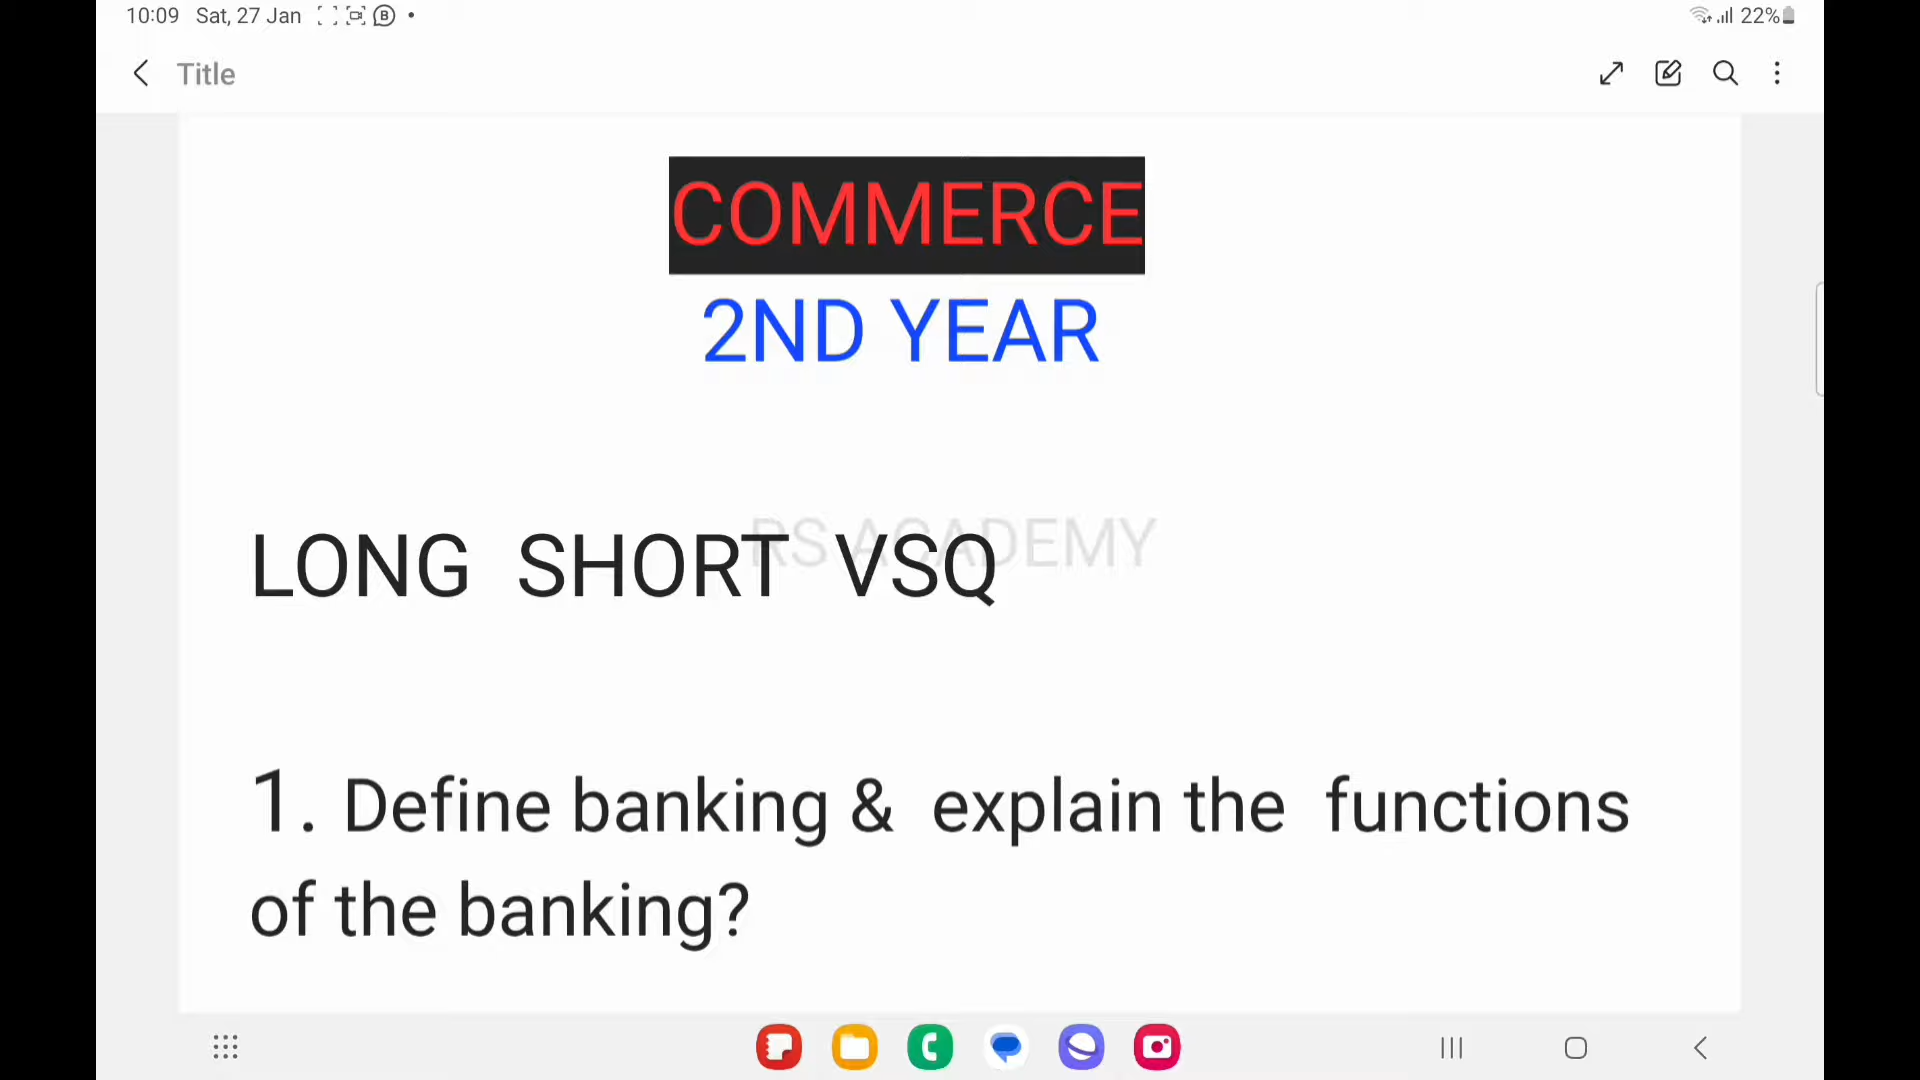 10:09 Sat, 27 Jan
22%
Title
COMMERCE
2ND YEAR
RS ACADEMY
LONG SHORT VSQ
1. Define banking & explain the functions
of the banking?